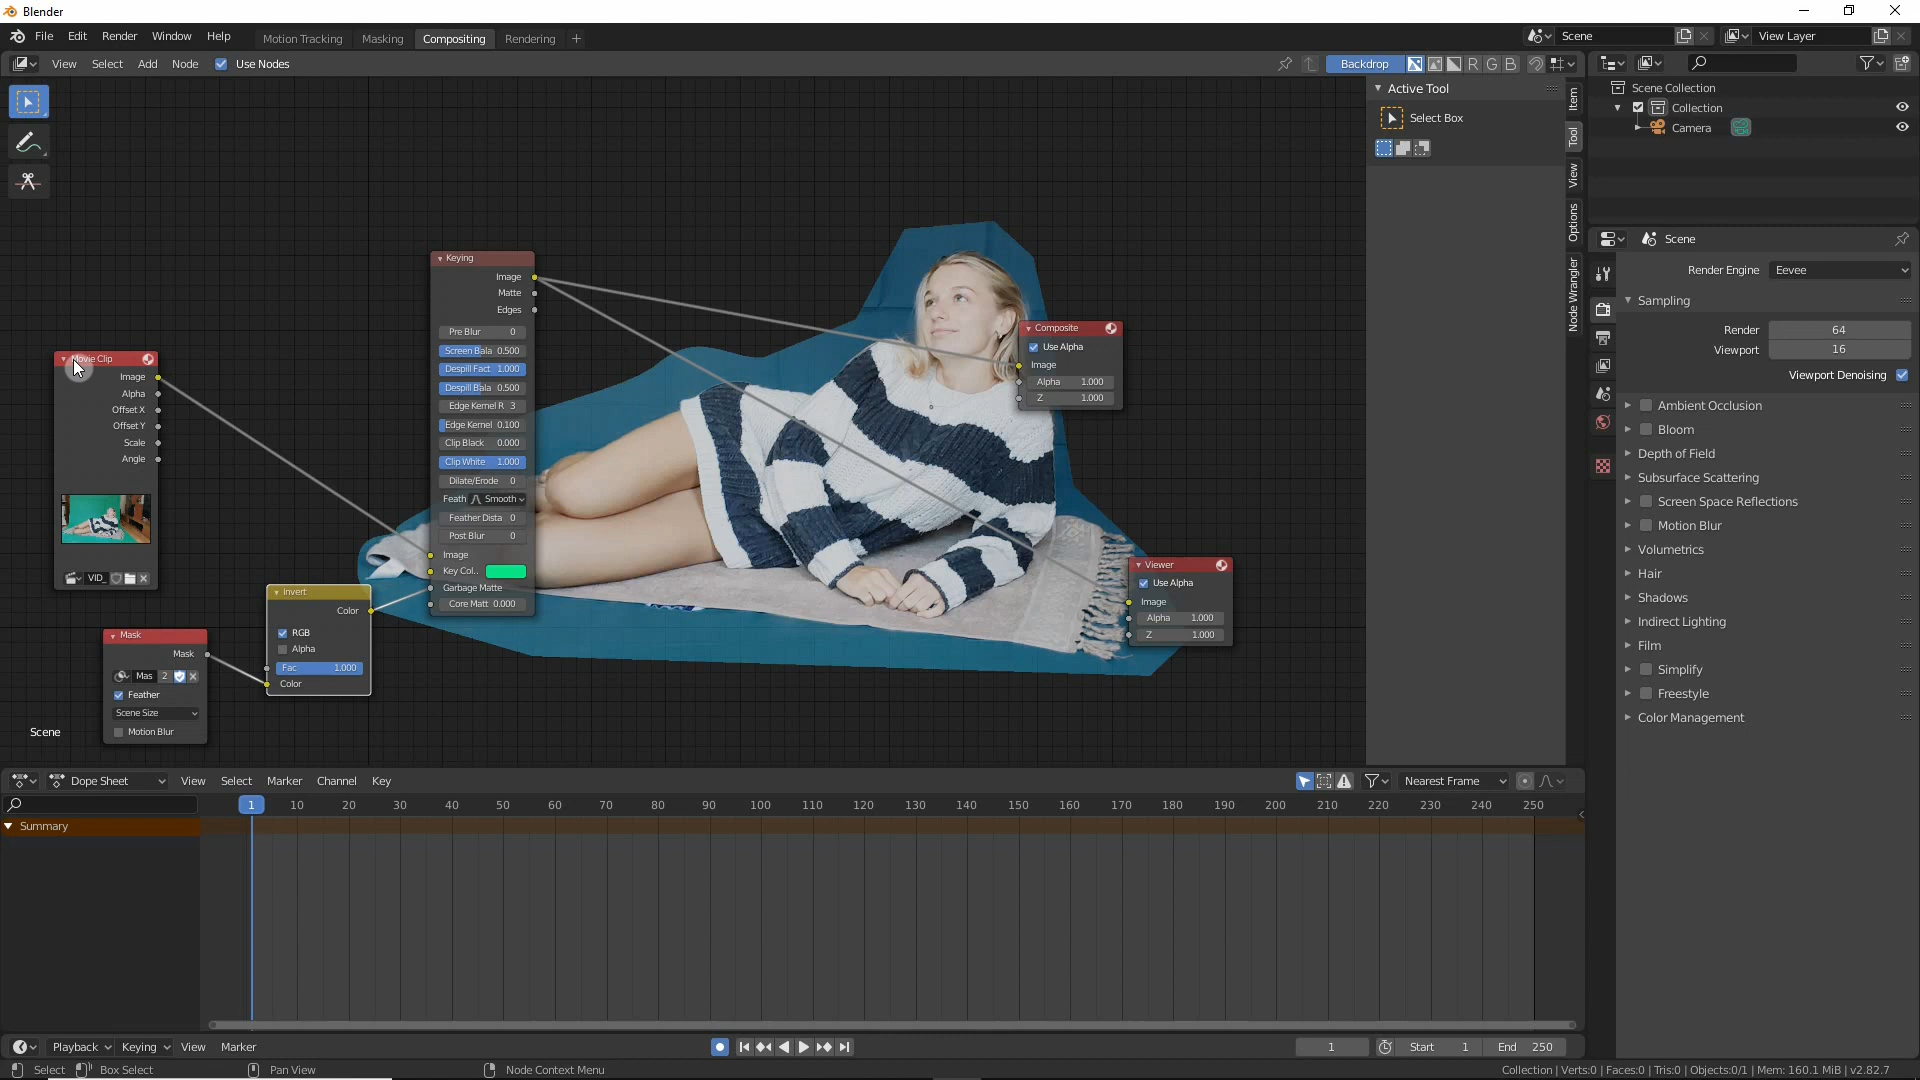 Blender
File Edit Render Window Help Motion Tracking Masking Compositing Rendering + Scene View Layer
View Select Add Node Use Nodes Backdrop R G B
Active Tool
Select Box
Item
Tool
View
Options
Node Wrangler
Scene Collection
Collection
Camera
Scene
Render Engine Eevee
Sampling
Render 64
Viewport 16
Viewport Denoising
Ambient Occlusion
Bloom
Depth of Field
Subsurface Scattering
Screen Space Reflections
Motion Blur
Volumetrics
Hair
Shadows
Indirect Lighting
Film
Simplify
Freestyle
Color Management
Keying
Image
Matte
Edges
Pre Blur 0
Screen Bala 0.500
Despill Fact 1.000
Despill Bala 0.500
Edge Kernel R 3
Edge Kernel 0.100
Clip Black 0.000
Clip White 1.000
Dilate/Erode 0
Feath Smooth
Feather Dista 0
Post Blur 0
Image
Key Col..
Garbage Matte
Core Matt 0.000
Movie Clip
Image
Alpha
Offset X
Offset Y
Scale
Angle
VID_
Invert
Color
RGB
Alpha
Fac 1.000
Color
Mask
Mask
Mas 2
Feather
Scene Size
Motion Blur
Scene
Composite
Use Alpha
Image
Alpha 1.000
Z 1.000
Viewer
Use Alpha
Image
Alpha 1.000
Z 1.000
Dope Sheet View Select Marker Channel Key Nearest Frame
1 10 20 30 40 50 60 70 80 90 100 110 120 130 140 150 160 170 180 190 200 210 220 230 240 250
Summary
Playback Keying View Marker 1 Start 1 End 250
Select Box Select Pan View Node Context Menu Collection | Verts:0 | Faces:0 | Tris:0 | Objects:0/1 | Mem: 160.1 MiB | v2.82.7